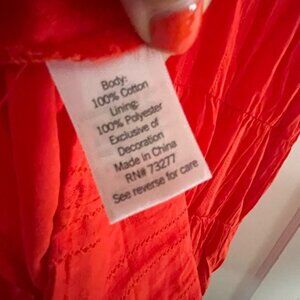 Body:
100% Cotton
Lining:
100% Polyester
Exclusive of
Decoration
Made in China
RN# 73277
See reverse for care